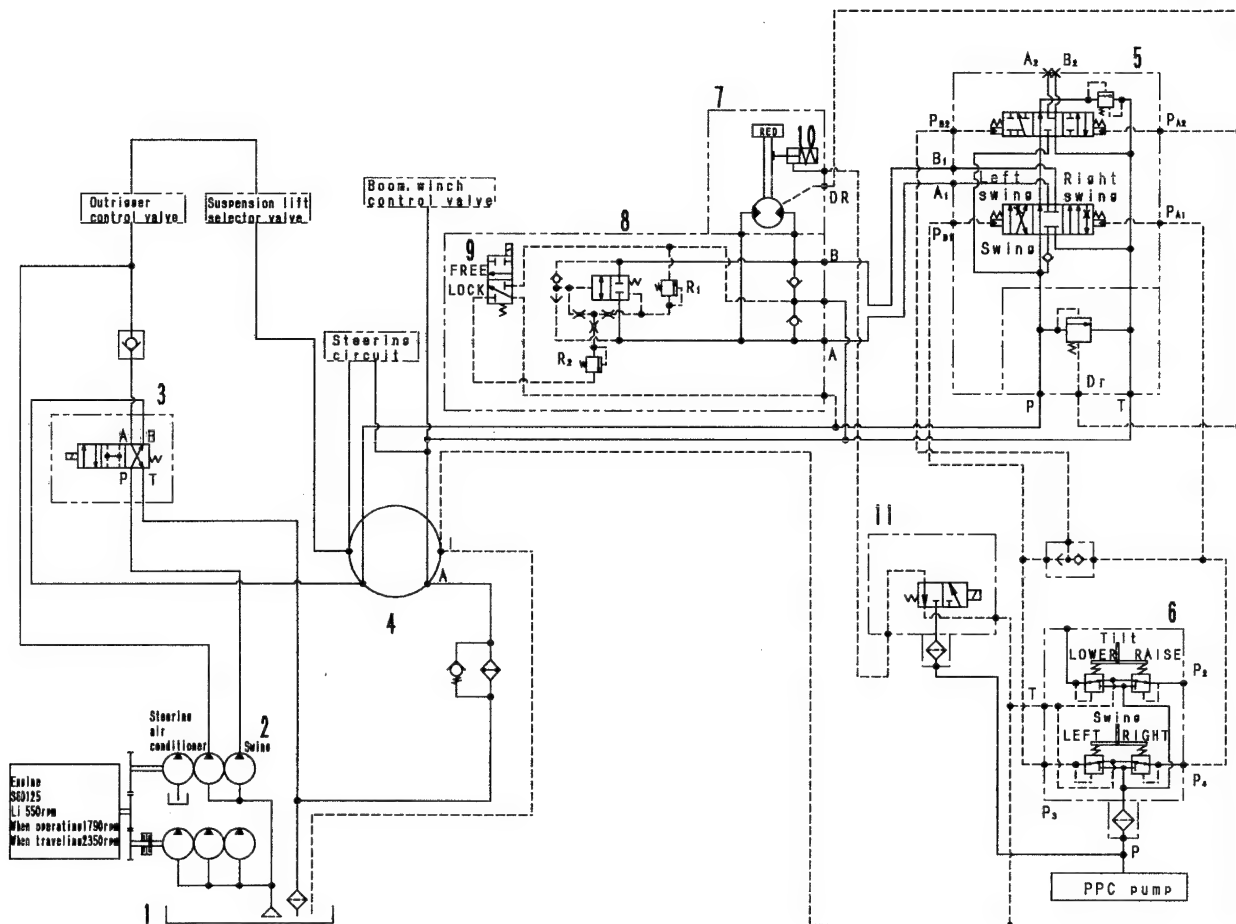 A2 B2
5
7
RED
10
PB2
PA2
B1
A1
Left swing
Right swing
DR
Boom. winch control valve
Outrigger control valve
Suspension lift selector valve
8
9
FREE
LOCK
B
R1
PB1
PA1
Swing
Steering circuit
R2
A
Dr
P
T
3
A B
P T
11
I
A
4
6
Tilt
LOWER RAISE
P2
T
Swing
LEFT RIGHT
P4
P3
P
PPC pump
Steering air conditioner
2
Swing
Engine
S6D125
Li 550rpm
When operating1790rpm
When traveling2350rpm
1